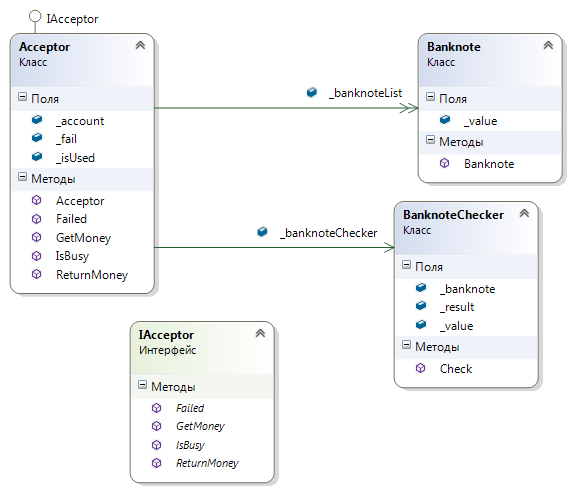 IAcceptor
Acceptor
Класс
Поля
_account
_fail
_isUsed
Методы
Acceptor
Failed
GetMoney
IsBusy
ReturnMoney
_banknoteList
Banknote
Класс
Поля
_value
Методы
Banknote
_banknoteChecker
BanknoteChecker
Класс
Поля
_banknote
_result
_value
Методы
Check
IAcceptor
Интерфейс
Методы
Failed
GetMoney
IsBusy
ReturnMoney